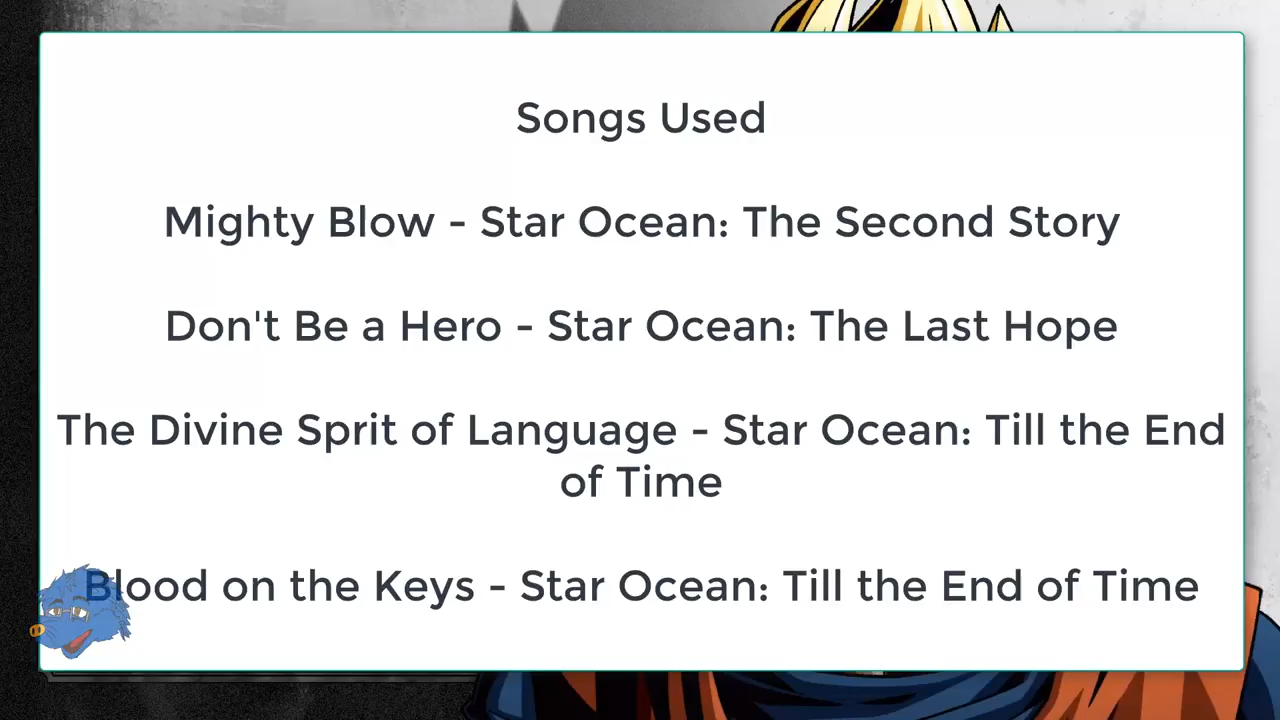 Songs Used
Mighty Blow - Star Ocean: The Second Story
Don't Be a Hero - Star Ocean: The Last Hope
The Divine Sprit of Language - Star Ocean: Till the End
of Time
Blood on the Keys - Star Ocean: Till the End of Time